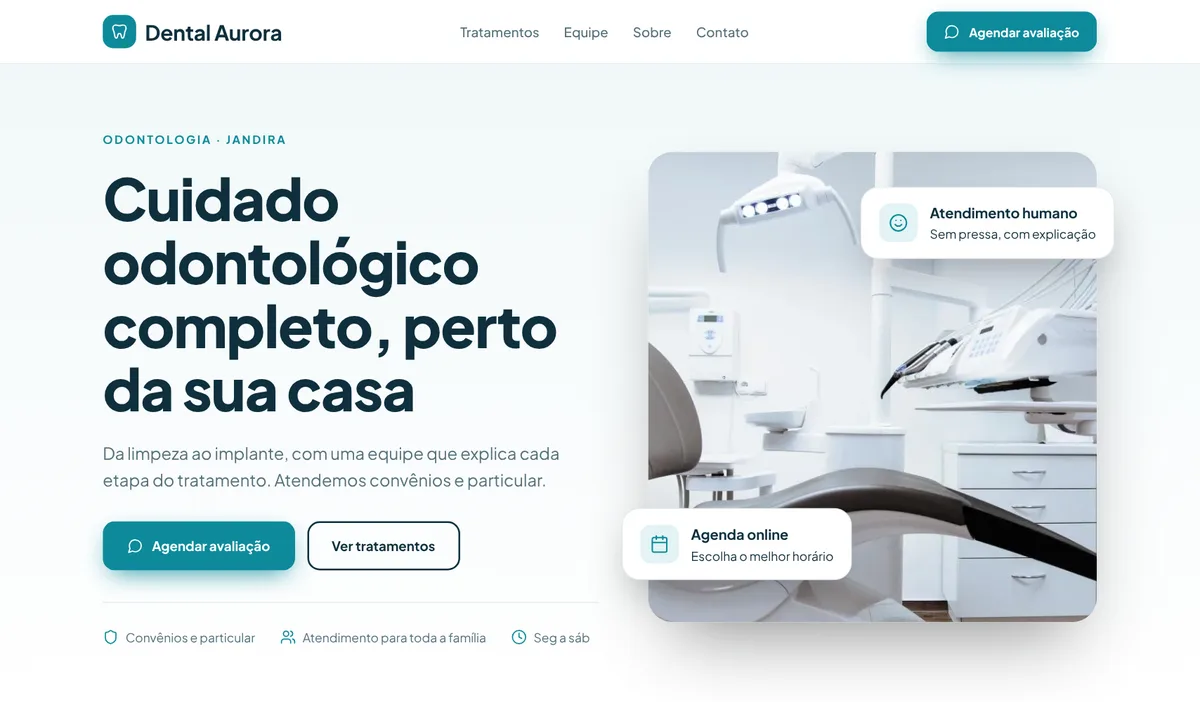 Dental Aurora
Tratamentos
Equipe
Sobre
Contato
Agendar avaliação
ODONTOLOGIA · JANDIRA
Cuidado
odontológico
completo, perto
da sua casa
Da limpeza ao implante, com uma equipe que explica cada
etapa do tratamento. Atendemos convênios e particular.
Agendar avaliação
Ver tratamentos
Convênios e particular
Atendimento para toda a família
Seg a sáb
Atendimento humano
Sem pressa, com explicação
Agenda online
Escolha o melhor horário